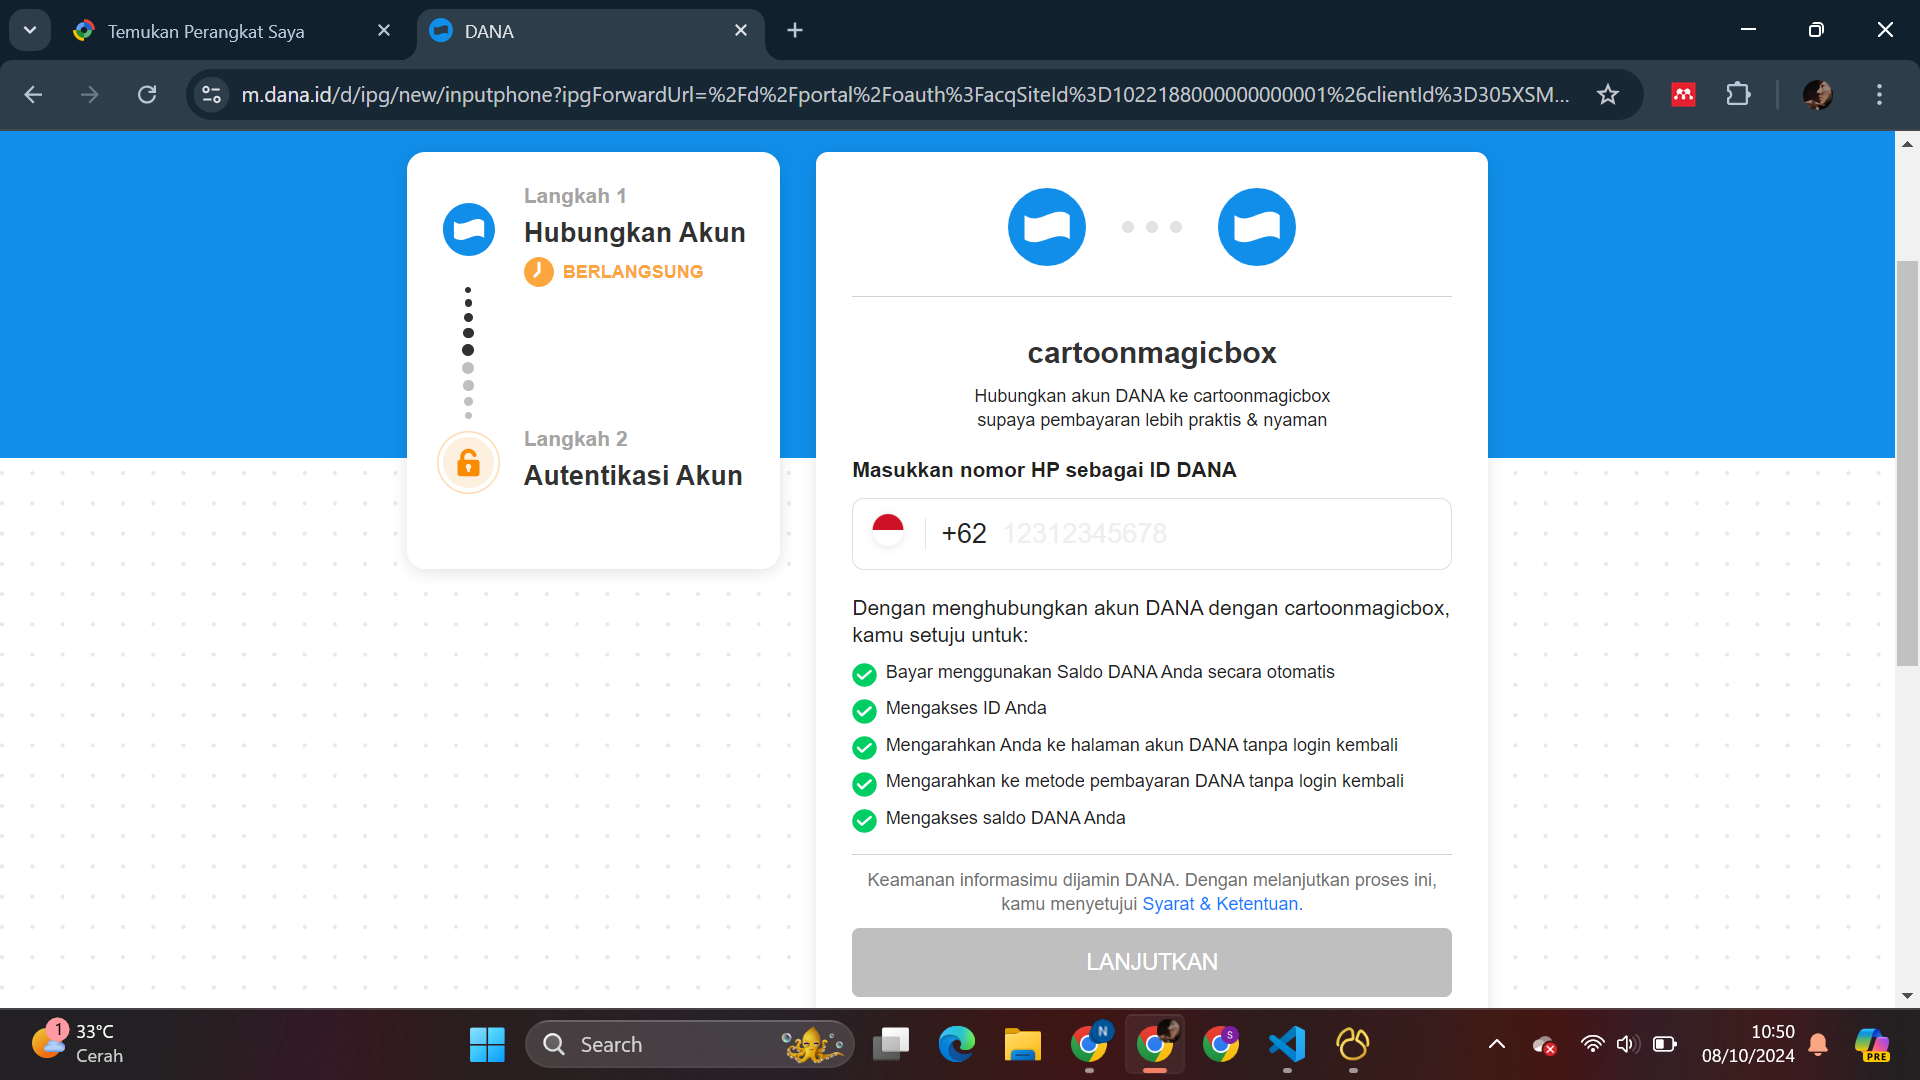 Temukan Perangkat Saya
DANA
m.dana.id/d/ipg/new/inputphone?ipgForwardUrl=%2Fd%2Fportal%2Foauth%3FacqSiteId%3D1022188000000000001%26clientId%3D305XSM...
Langkah 1
Hubungkan Akun
BERLANGSUNG
Langkah 2
Autentikasi Akun
cartoonmagicbox
Hubungkan akun DANA ke cartoonmagicbox
supaya pembayaran lebih praktis & nyaman
Masukkan nomor HP sebagai ID DANA
+62 12312345678
Dengan menghubungkan akun DANA dengan cartoonmagicbox,
kamu setuju untuk:
Bayar menggunakan Saldo DANA Anda secara otomatis
Mengakses ID Anda
Mengarahkan Anda ke halaman akun DANA tanpa login kembali
Mengarahkan ke metode pembayaran DANA tanpa login kembali
Mengakses saldo DANA Anda
Keamanan informasimu dijamin DANA. Dengan melanjutkan proses ini,
kamu menyetujui Syarat & Ketentuan.
LANJUTKAN
1
33°C
Cerah
Search
N
S
10:50
08/10/2024
PRE